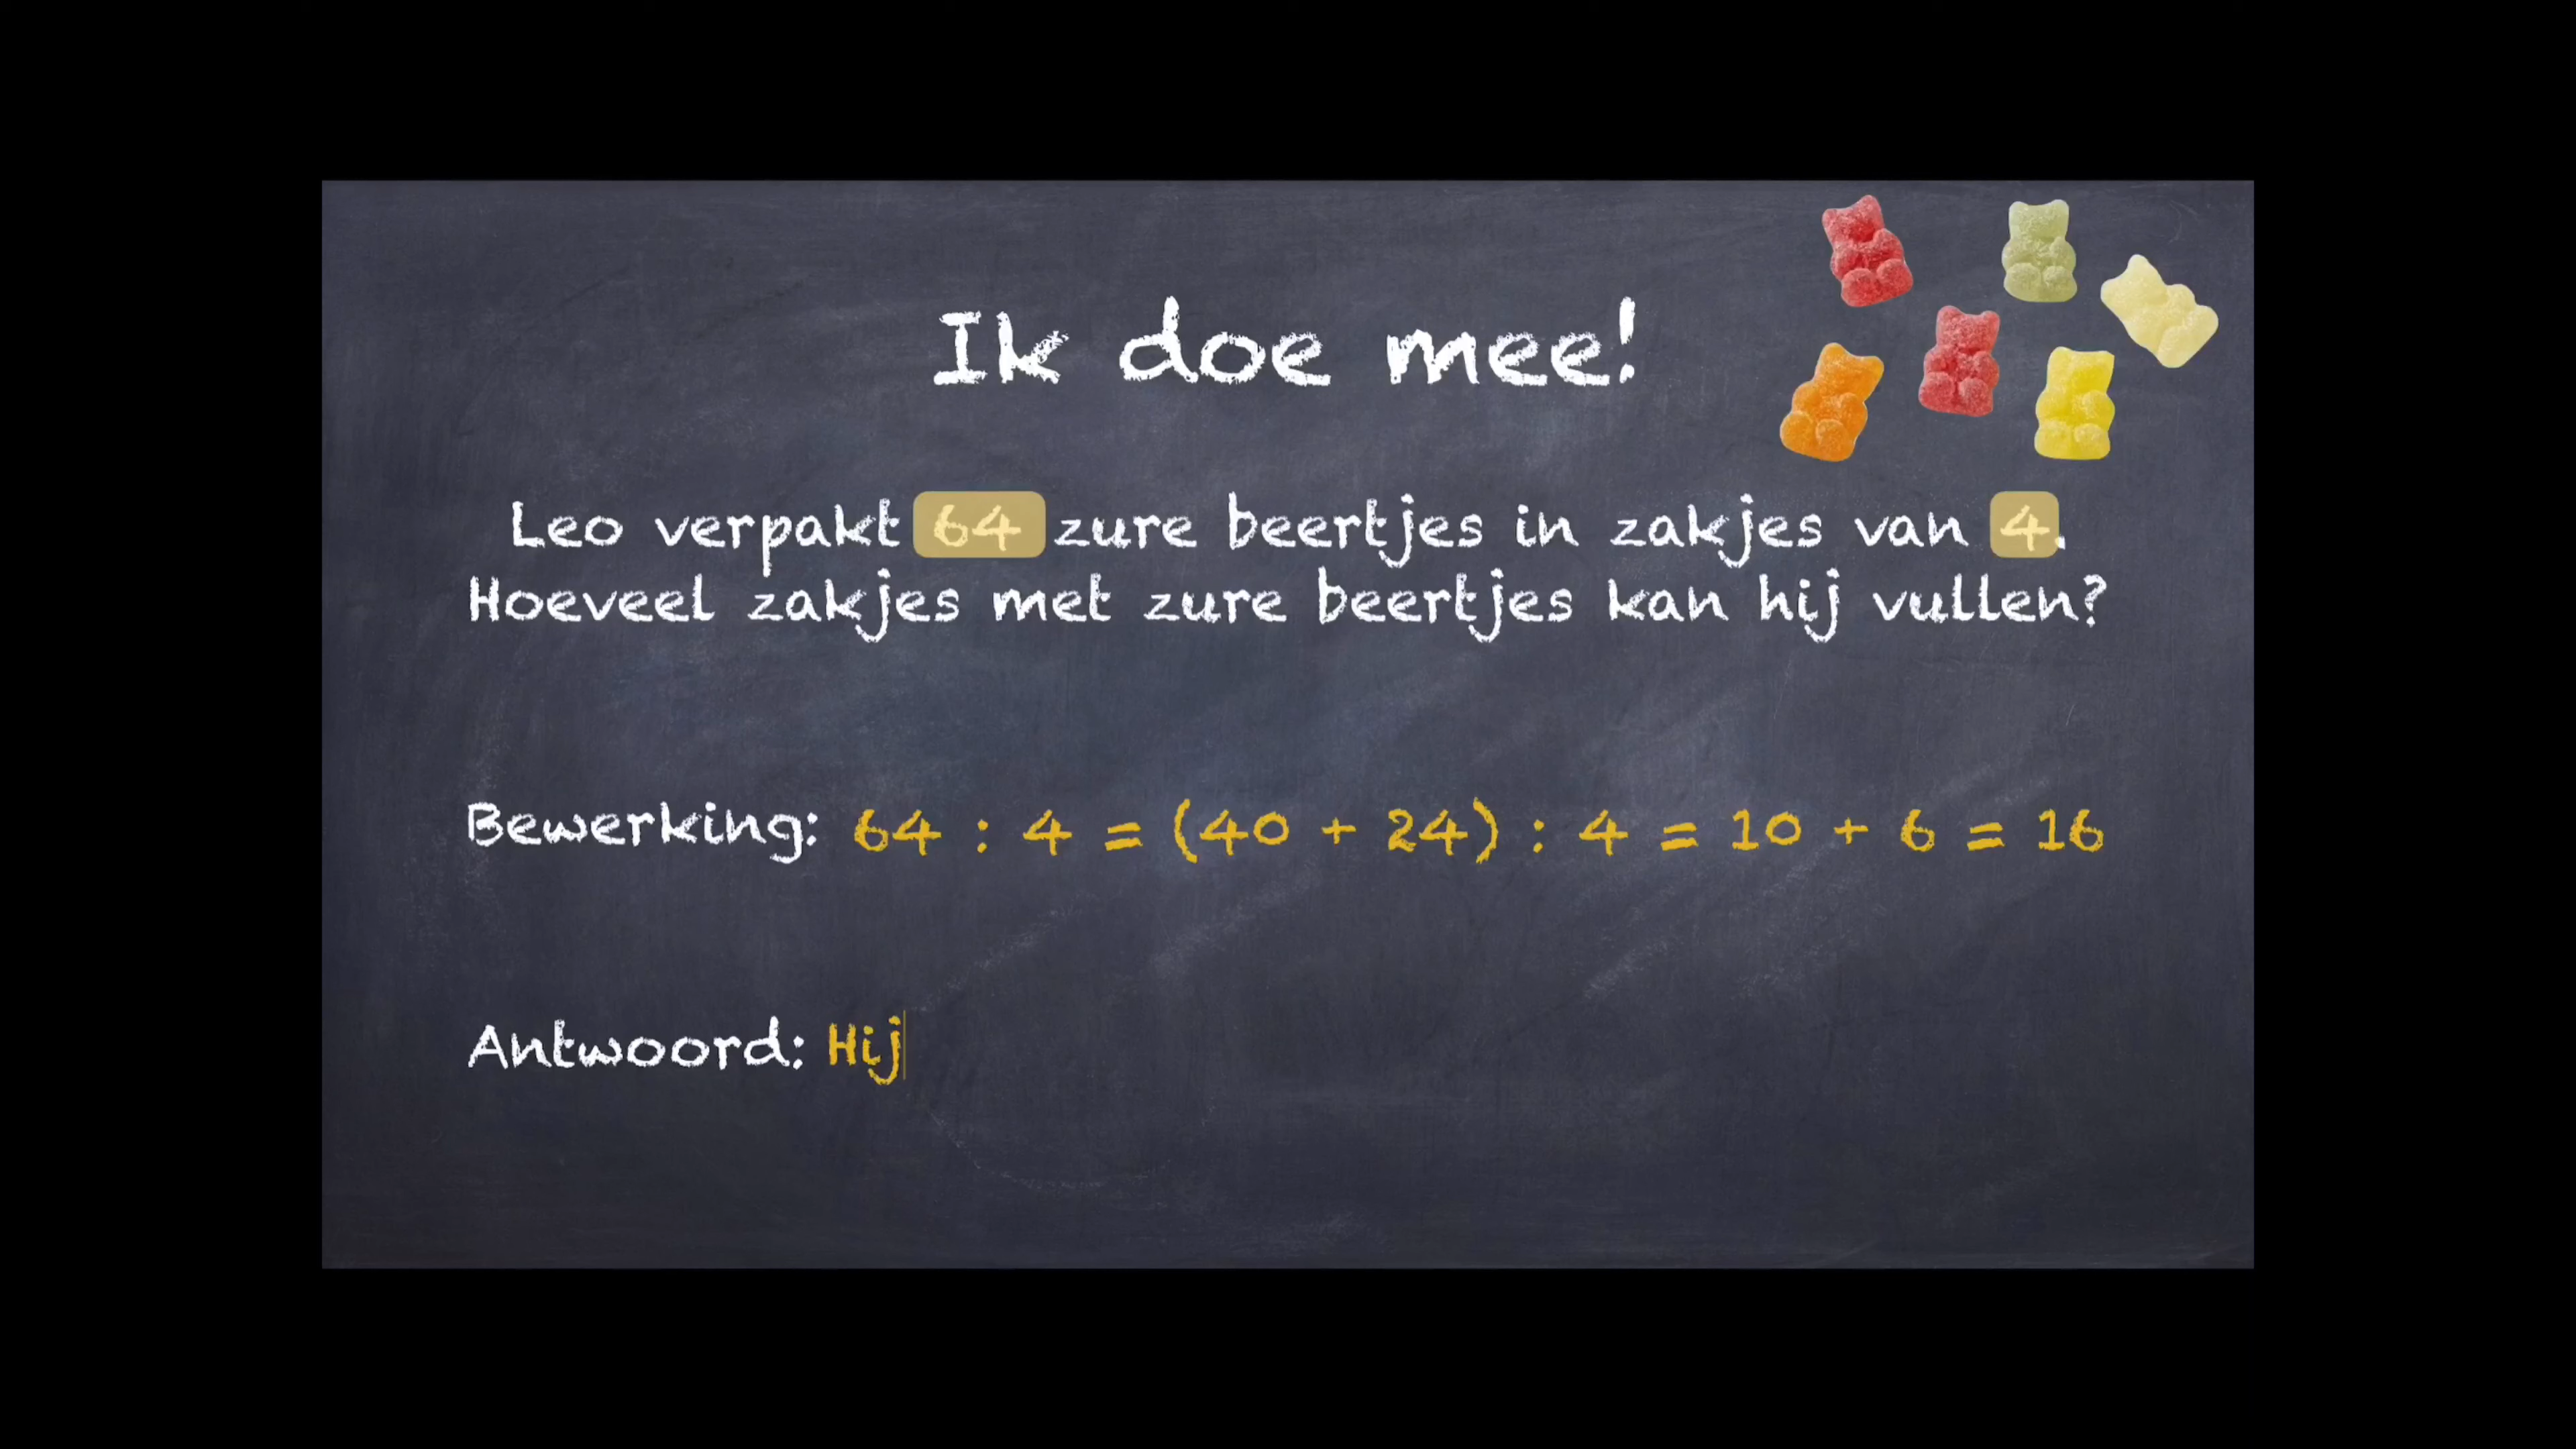 Ik doe mee!
Leo verpakt 64 zure beertjes in zakjes van 4.
Hoeveel zakjes met zure beertjes kan hij vullen?
Bewerking: 64 : 4 = (40 + 24) : 4 = 10 + 6 = 16
Antwoord: Hij